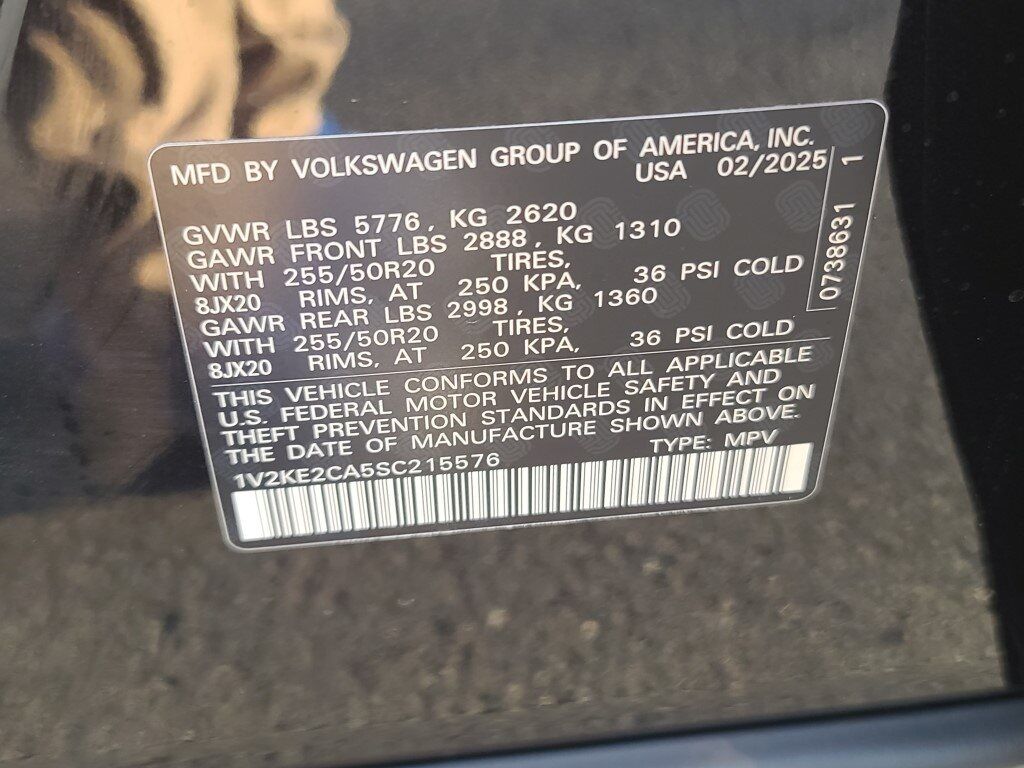 MFD BY VOLKSWAGEN GROUP OF AMERICA, INC.
USA 02/2025
GVWR LBS 5776, KG 2620
GAWR FRONT LBS 2888, KG 1310
WITH 255/50R20 TIRES,
8JX20 RIMS, AT 250 KPA, 36 PSI COLD
GAWR REAR LBS 2998, KG 1360
WITH 255/50R20 TIRES,
8JX20 RIMS, AT 250 KPA, 36 PSI COLD
0738631 1
THIS VEHICLE CONFORMS TO ALL APPLICABLE
U.S. FEDERAL MOTOR VEHICLE SAFETY AND
THEFT PREVENTION STANDARDS IN EFFECT ON
THE DATE OF MANUFACTURE SHOWN ABOVE.
1V2KE2CA5SC215576 TYPE: MPV